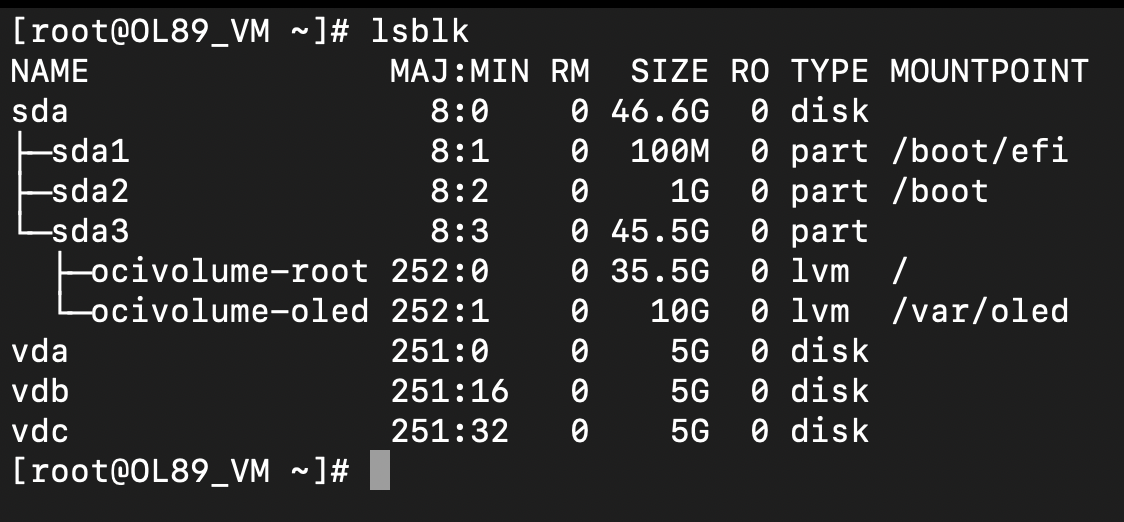 [root@OL89_VM ~]# lsblk
NAME                 MAJ:MIN RM   SIZE RO TYPE MOUNTPOINT
sda                    8:0    0  46.6G  0 disk
├─sda1                 8:1    0   100M  0 part /boot/efi
├─sda2                 8:2    0     1G  0 part /boot
└─sda3                 8:3    0  45.5G  0 part
  ├─ocivolume-root   252:0    0  35.5G  0 lvm  /
  └─ocivolume-oled   252:1    0    10G  0 lvm  /var/oled
vda                  251:0    0     5G  0 disk
vdb                  251:16   0     5G  0 disk
vdc                  251:32   0     5G  0 disk
[root@OL89_VM ~]#